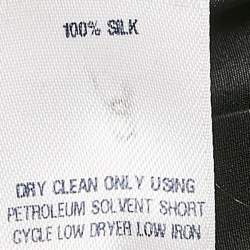 100% SILK
DRY CLEAN ONLY USING
PETROLEUM SOLVENT SHORT
CYCLE LOW DRYER LOW IRON